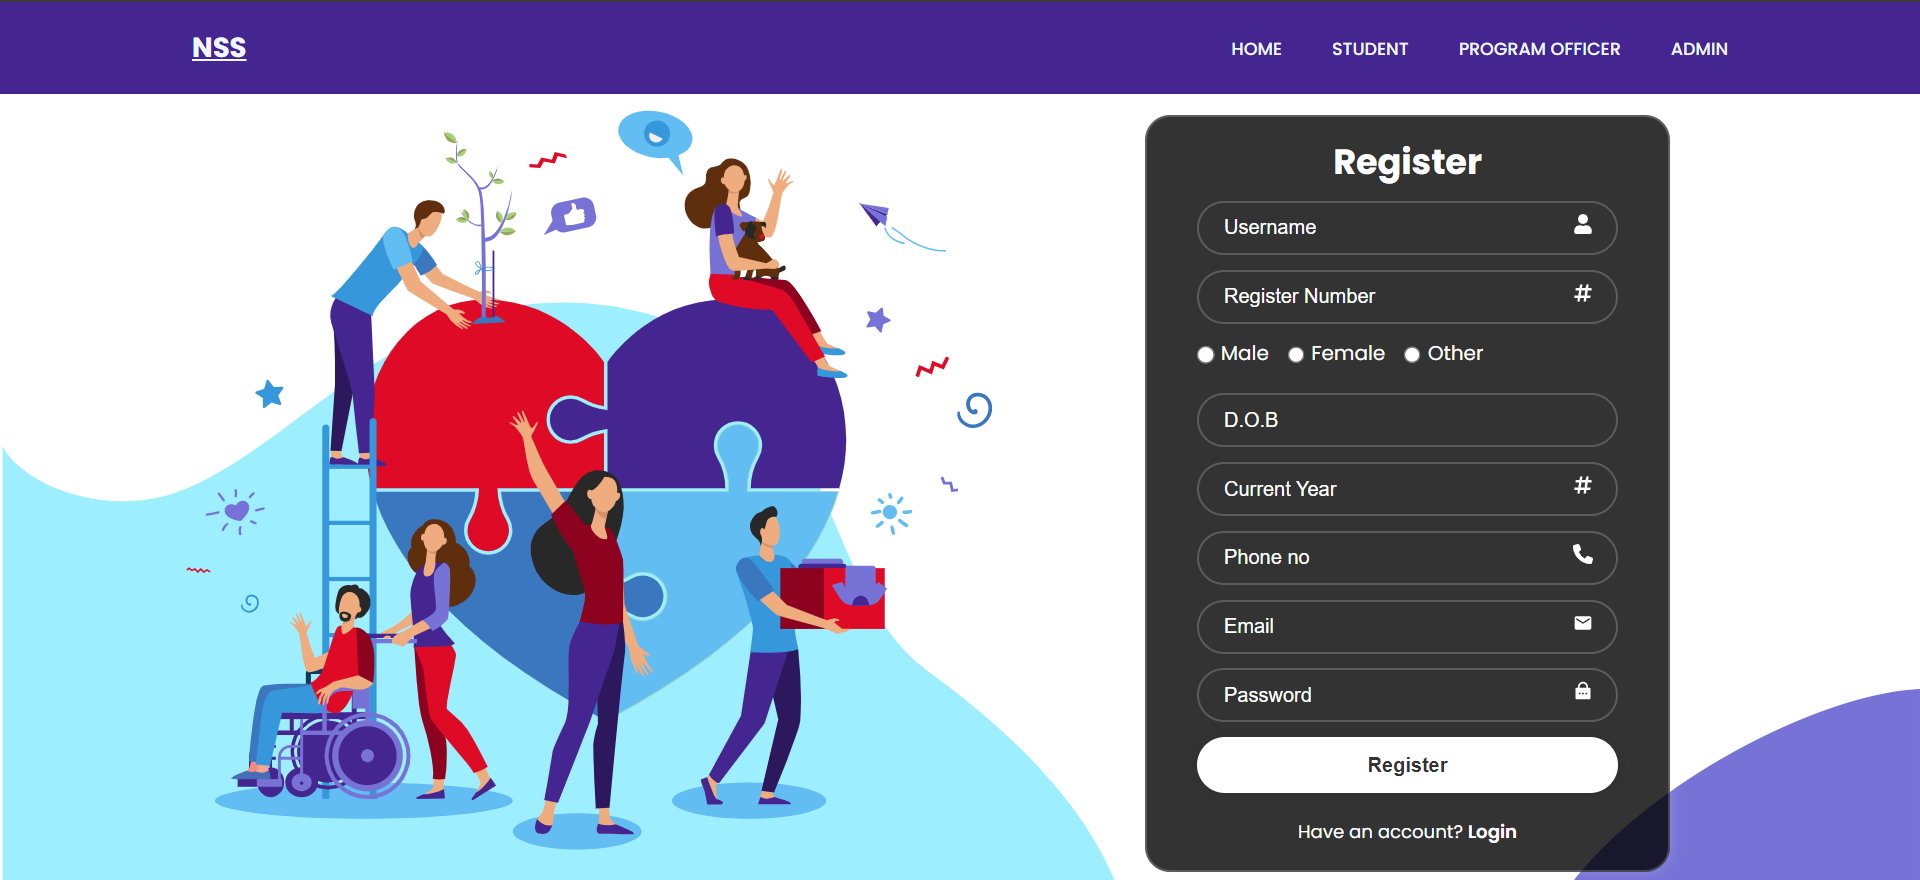 NSS
HOME STUDENT PROGRAM OFFICER ADMIN
Register
Username
Register Number
Male Female Other
D.O.B
Current Year
Phone no
Email
Password
Register
Have an account? Login